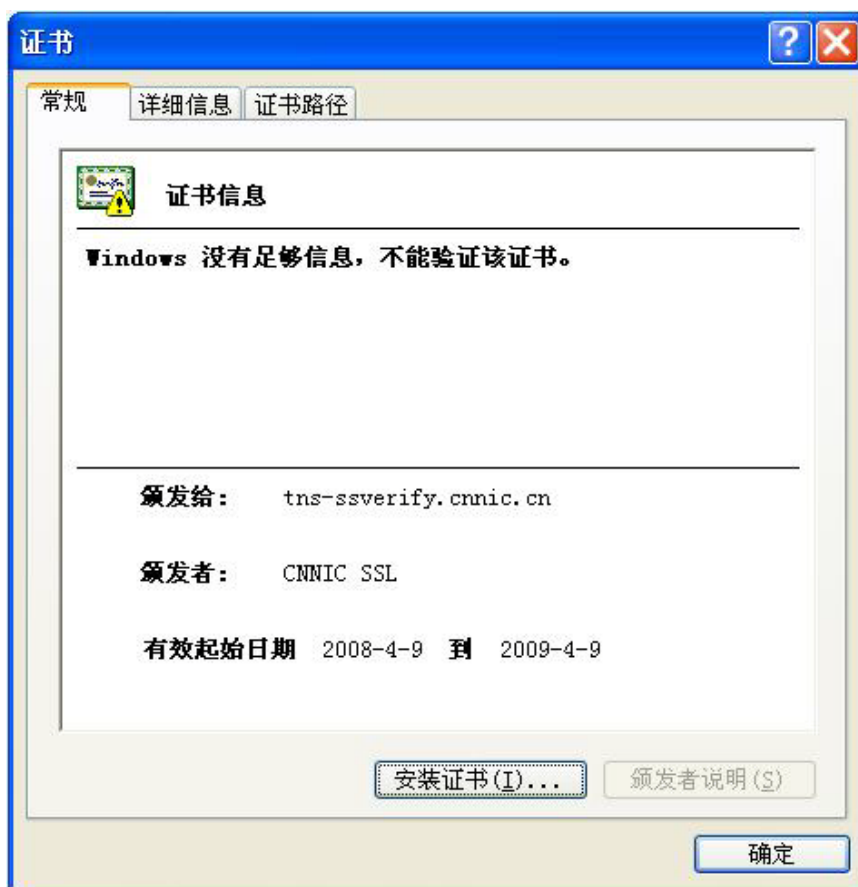 证书
常规 详细信息 证书路径
证书信息
Windows 没有足够信息，不能验证该证书。
颁发给： tns-ssverify.cnnic.cn
颁发者： CNNIC SSL
有效起始日期 2008-4-9 到 2009-4-9
安装证书(I)... 颁发者说明(S)
确定